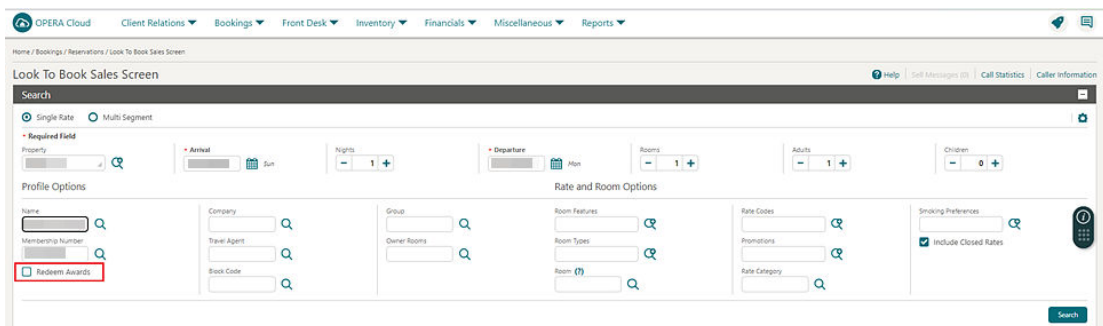 OPERA Cloud Client Relations Bookings Front Desk Inventory Financials Miscellaneous Reports
Home / Bookings / Reservations / Look To Book Sales Screen
Look To Book Sales Screen
Help Sell Messages (0) Call Statistics Caller Information
Search
Single Rate Multi Segment
* Required Field
Property * Arrival Nights * Departure Rooms Adults Children
Sun 1 Mon 1 1 0
Profile Options Rate and Room Options
Name Company Group Room Features Rate Codes Smoking Preferences
Membership Number Travel Agent Owner Rooms Room Types Promotions Include Closed Rates
Redeem Awards Block Code Room (?) Rate Category
Search